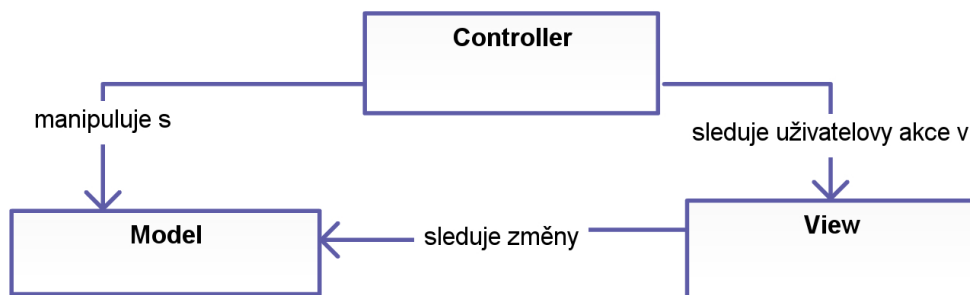 Controller
manipuluje s
sleduje uživatelovy akce v
Model
sleduje změny
View